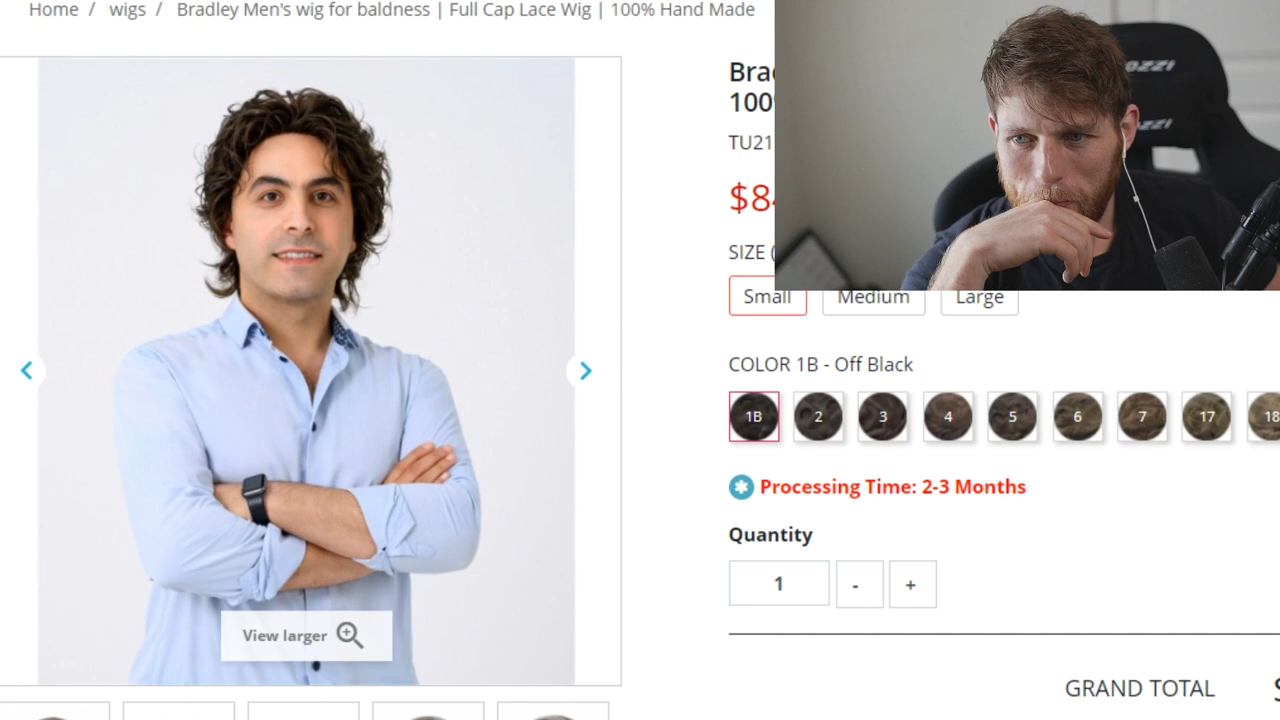 Home / wigs / Bradley Men's wig for baldness | Full Cap Lace Wig | 100% Hand Made
TU21
SIZE
Small Medium Large
COLOR 1B - Off Black
1B 2 3 4 5 6 7 17 18
Processing Time: 2-3 Months
Quantity
1 - +
View larger
GRAND TOTAL